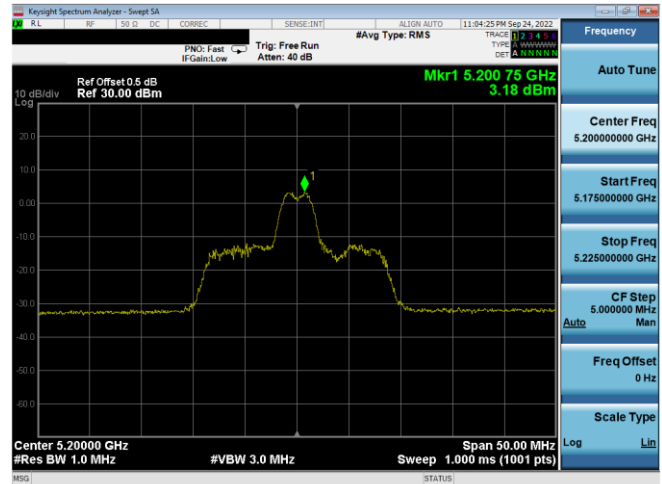 Keysight Spectrum Analyzer - Swept SA
RL RF 50 Ω DC CORREC SENSE:INT ALIGN AUTO 11:04:25 PM Sep 24, 2022
#Avg Type: RMS
TRACE 1 2 3 4 5 6
TYPE A WWWWW
DET A N N N N N
PNO: Fast Trig: Free Run
IFGain:Low Atten: 40 dB
Mkr1 5.200 75 GHz
3.18 dBm
Ref Offset 0.5 dB
10 dB/div Ref 30.00 dBm
Log
20.0
10.0
0.00
-10.0
-20.0
-30.0
-40.0
-50.0
-60.0
1
Center 5.20000 GHz Span 50.00 MHz
#Res BW 1.0 MHz #VBW 3.0 MHz Sweep 1.000 ms (1001 pts)
MSG STATUS
Frequency
Auto Tune
Center Freq
5.200000000 GHz
Start Freq
5.175000000 GHz
Stop Freq
5.225000000 GHz
CF Step
5.000000 MHz
Auto Man
Freq Offset
0 Hz
Scale Type
Log Lin